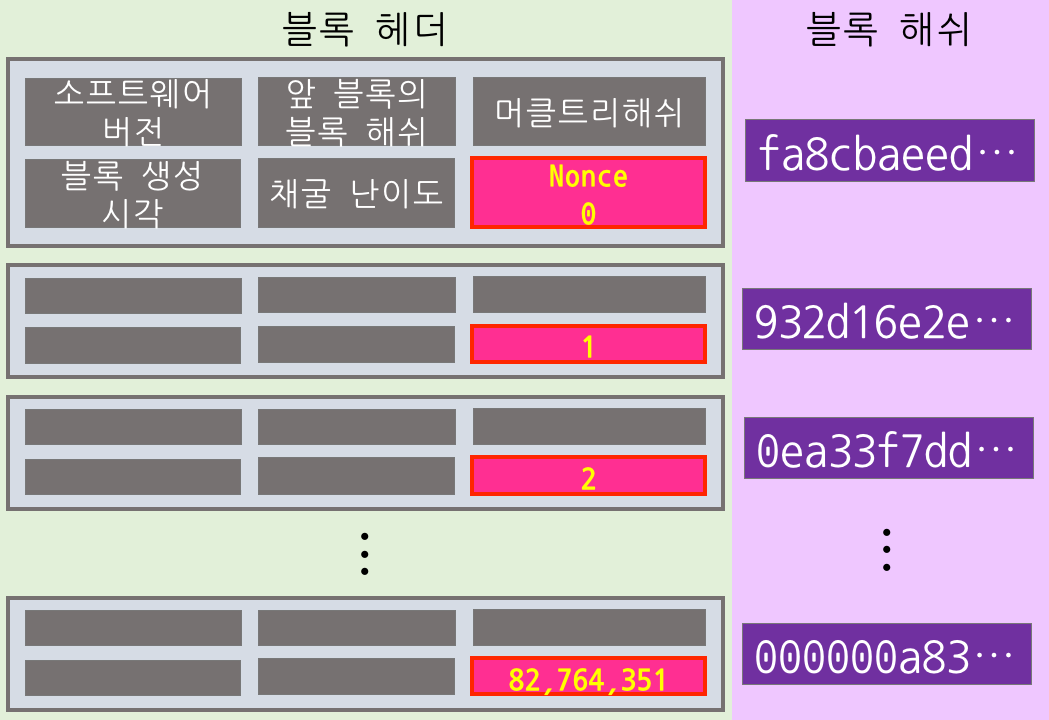 블록 헤더
블록 해쉬
소프트웨어
버전
앞 블록의
블록 해쉬
머클트리해쉬
fa8cbaeed…
블록 생성
시각
채굴 난이도
Nonce
0
1
932d16e2e…
2
0ea33f7dd…
⋮
⋮
82,764,351
000000a83…